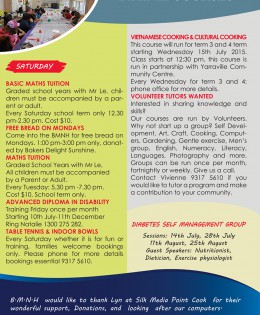 SATURDAY
BASIC MATHS TUITION
Graded school years with Mr Le, children must be accompanied by a parent or adult.
Every Saturday school term only 12.30 pm-2.30 pm. Cost $10.
FREE BREAD ON MONDAYS
Come into the BMNH for free bread on Mondays. 1:00 pm-3:00 pm only, donated by Bakers Delight Sunshine.
MATHS TUITION
Graded School Years with Mr Le.
All children must be accompanied by a Parent or Adult.
Every Tuesday: 5.30 pm -7.30 pm
Cost $10, School term only.
ADVANCED DIPLOMA IN DISABILITY
Training Friday once per month
Starting 10th July-11th December
Ring Natalie 1300 275 282
TABLE TENNIS & INDOOR BOWLS
Every Saturday whether it is for fun or training, families welcome bookings only. Please phone for more details bookings essential 9317 5610
VIETNAMESE COOKING & CULTURAL COOKING
This course will run for term 3 and 4 starting Wednesday 15th July 2015.
Class starts at 12:30 pm, this course is run in partnership with Yarraville Community Centre.
Every Wednesday for term 3 and 4: phone office for more details.
VOLUNTEER TUTORS WANTED
Interested in sharing knowledge and skills!
Our courses are run by Volunteers. Why not start up a group? Self Development, Art, Craft, Cooking, Computers, Gardening, Gentle exercise, Men's group, English, Numeracy, Literacy, Languages, Photography and more. Groups can be run once per month, fortnightly or weekly. Give us a call. Contact Vivienne 9317 5610 if you would like to tutor a program and make a contribution to your community.
DIABETES SELF MANAGEMENT GROUP
Sessions: 14th July, 28th July
11th August, 25th August
Guest Speakers: Nutritionist,
Dietician, Exercise physiologist
B-M-N-H would like to thank Lyn at Silk Media Point Cook for their
wonderful support, Donations, and looking after our computers: